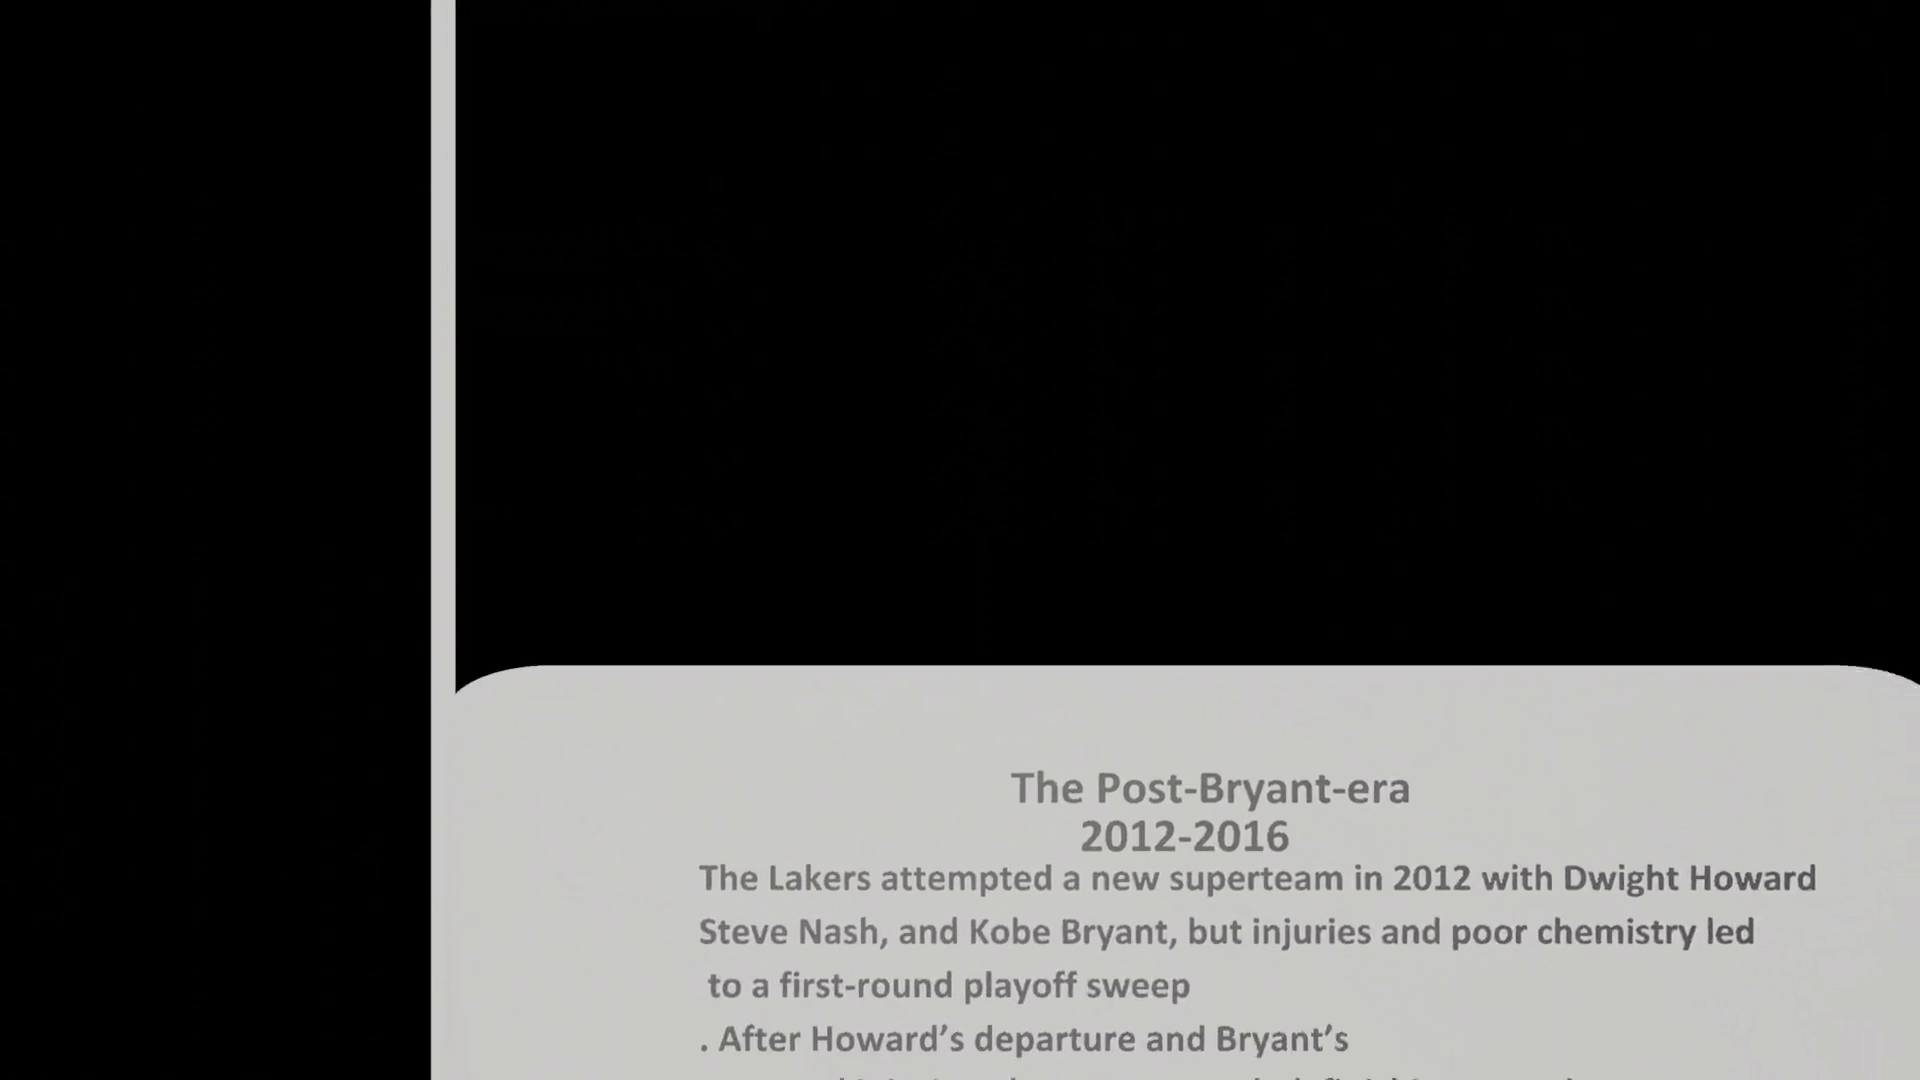 The Post-Bryant-era
2012-2016
The Lakers attempted a new superteam in 2012 with Dwight Howard
Steve Nash, and Kobe Bryant, but injuries and poor chemistry led
to a first-round playoff sweep
. After Howard’s departure and Bryant’s